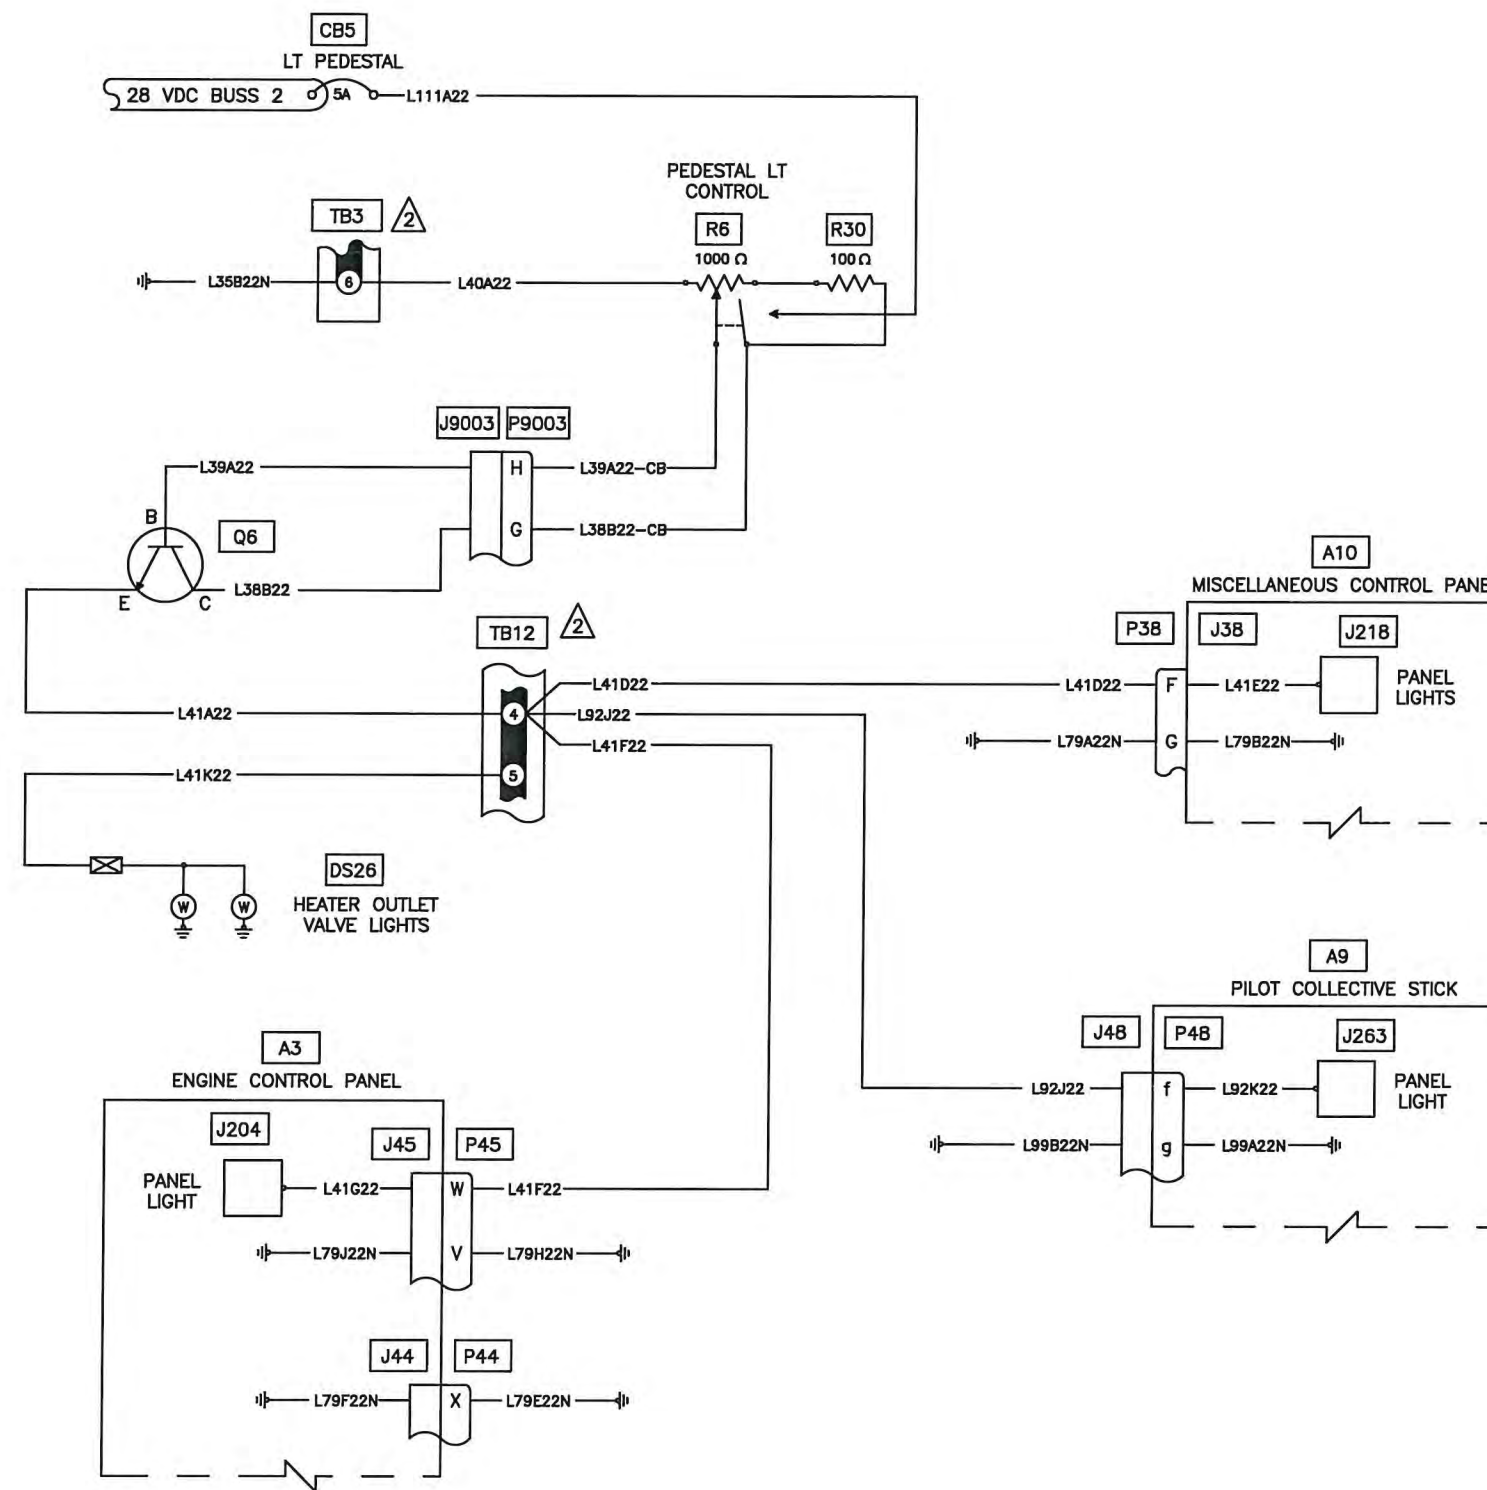 CB5
LT PEDESTAL
28 VDC BUSS 2
5A
L111A22
PEDESTAL LT
CONTROL
TB3
2
R6
R30
1000 Ω
100 Ω
L35B22N
6
L40A22
J9003
P9003
L39A22
H
L39A22-CB
B
Q6
G
L38B22-CB
E
C
L38B22
A10
MISCELLANEOUS CONTROL PANE
TB12
2
P38
J38
J218
L41D22
L41D22
F
L41E22
PANEL
LIGHTS
L41A22
4
L92J22
L41F22
L79A22N
G
L79B22N
L41K22
5
DS26
W
W
HEATER OUTLET
VALVE LIGHTS
A9
PILOT COLLECTIVE STICK
J48
P48
J263
A3
ENGINE CONTROL PANEL
L92J22
f
L92K22
PANEL
LIGHT
J204
J45
P45
L99B22N
g
L99A22N
PANEL
LIGHT
L41G22
W
L41F22
L79J22N
V
L79H22N
J44
P44
L79F22N
X
L79E22N